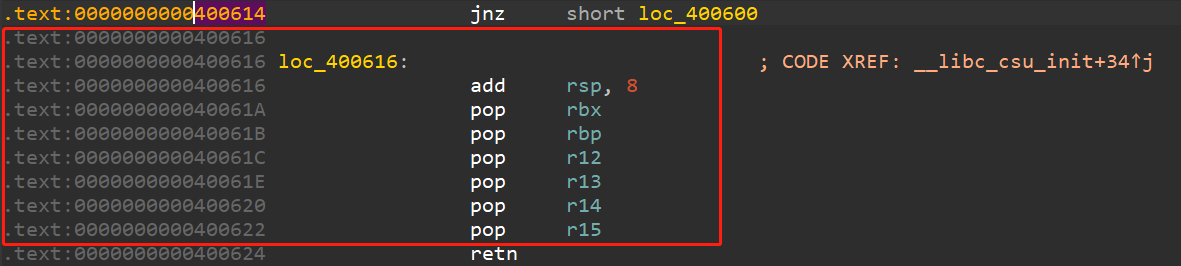 .text:0000000000400614 jnz short loc_400600
.text:0000000000400616
.text:0000000000400616 loc_400616: ; CODE XREF: __libc_csu_init+34↑j
.text:0000000000400616 add rsp, 8
.text:000000000040061A pop rbx
.text:000000000040061B pop rbp
.text:000000000040061C pop r12
.text:000000000040061E pop r13
.text:0000000000400620 pop r14
.text:0000000000400622 pop r15
.text:0000000000400624 retn